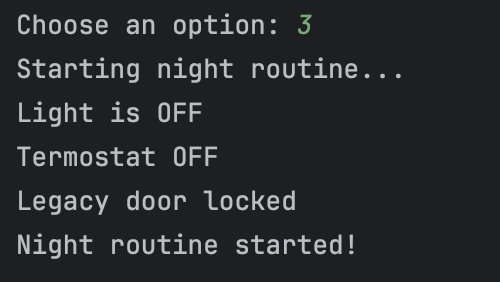 Choose an option: 3
Starting night routine...
Light is OFF
Termostat OFF
Legacy door locked
Night routine started!